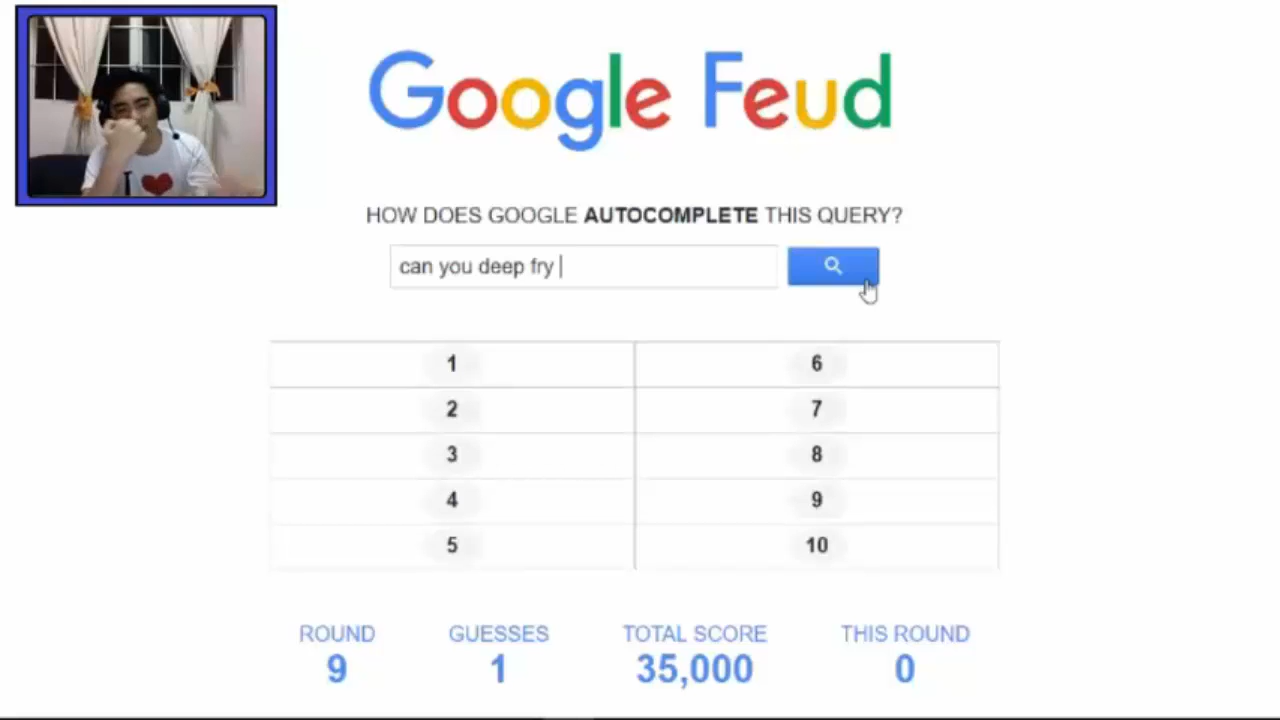 Google Feud
HOW DOES GOOGLE AUTOCOMPLETE THIS QUERY?
can you deep fry
1 6
2 7
3 8
4 9
5 10
ROUND GUESSES TOTAL SCORE THIS ROUND
9 1 35,000 0
I